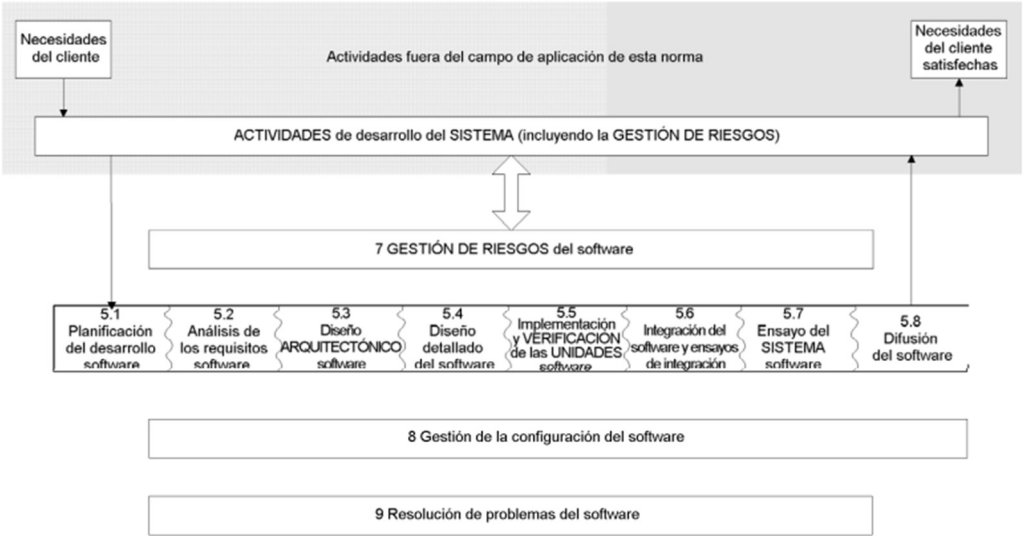 Necesidades
del cliente
Actividades fuera del campo de aplicación de esta norma
Necesidades
del cliente
satisfechas
ACTIVIDADES de desarrollo del SISTEMA (incluyendo la GESTIÓN DE RIESGOS)
7 GESTIÓN DE RIESGOS del software
5.1
Planificación
del desarrollo
software
5.2
Análisis de
los requisitos
software
5.3
Diseño
ARQUITECTÓNICO
software
5.4
Diseño
detallado
del software
5.5
Implementación
y VERIFICACIÓN
de las UNIDADES
software
5.6
Integración del
software y ensayos
de integración
5.7
Ensayo del
SISTEMA
software
5.8
Difusión
del software
8 Gestión de la configuración del software
9 Resolución de problemas del software